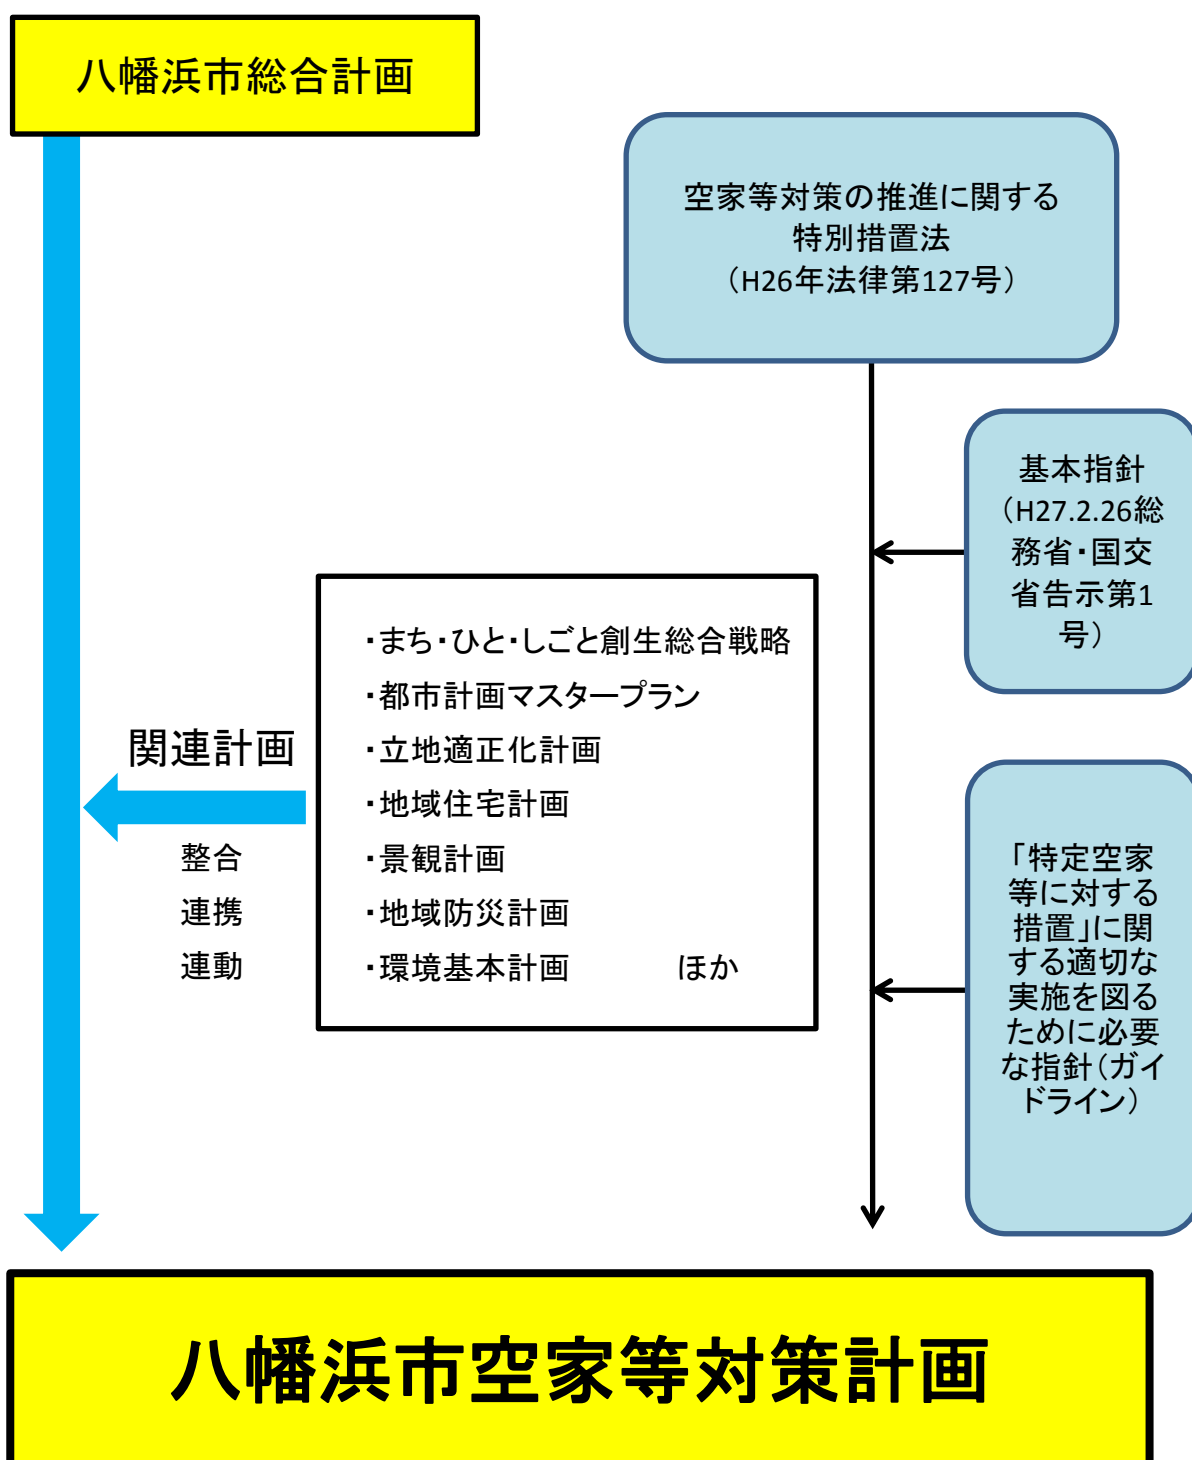 八幡浜市総合計画
空家等対策の推進に関する
特別措置法
（H26年法律第127号）
基本指針
（H27.2.26総
務省・国交
省告示第1
号）
・まち・ひと・しごと創生総合戦略
・都市計画マスタープラン
・立地適正化計画
・地域住宅計画
・景観計画
・地域防災計画
・環境基本計画　　　ほか
関連計画
整合
連携
連動
「特定空家
等に対する
措置」に関
する適切な
実施を図る
ために必要
な指針（ガイ
ドライン）
八幡浜市空家等対策計画